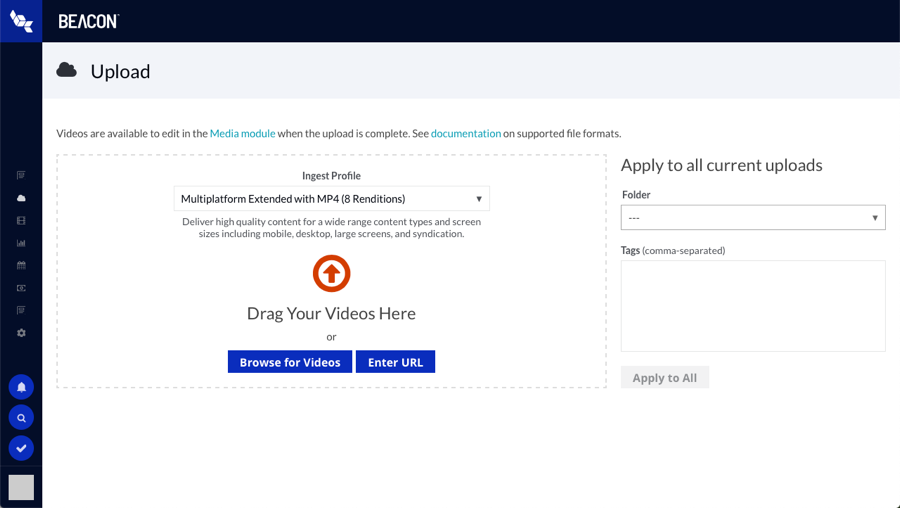 BEACON
Upload
Videos are available to edit in the Media module when the upload is complete. See documentation on supported file formats.
Ingest Profile
Multiplatform Extended with MP4 (8 Renditions)
Deliver high quality content for a wide range content types and screen
sizes including mobile, desktop, large screens, and syndication.
Drag Your Videos Here
or
Browse for Videos
Enter URL
Apply to all current uploads
Folder
---
Tags (comma-separated)
Apply to All